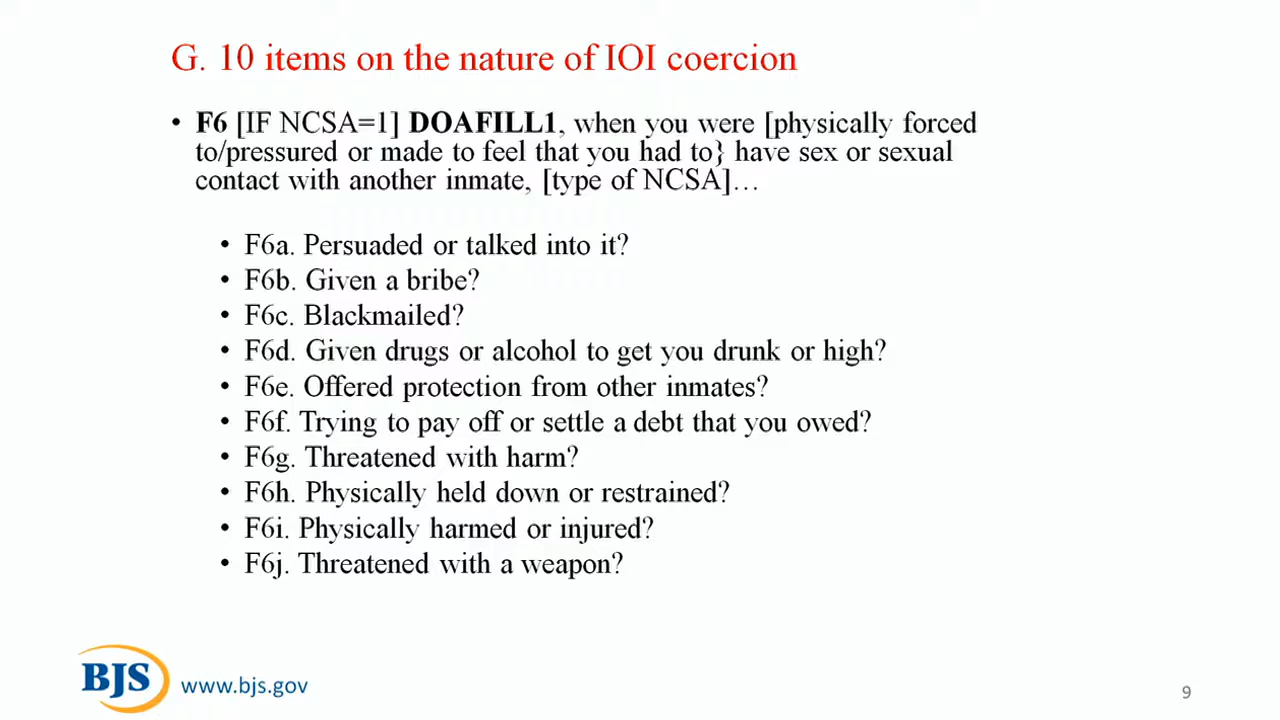 G. 10 items on the nature of IOI coercion
• F6 [IF NCSA=1] DOAFILL1, when you were [physically forced
to/pressured or made to feel that you had to} have sex or sexual
contact with another inmate, [type of NCSA]…
• F6a. Persuaded or talked into it?
• F6b. Given a bribe?
• F6c. Blackmailed?
• F6d. Given drugs or alcohol to get you drunk or high?
• F6e. Offered protection from other inmates?
• F6f. Trying to pay off or settle a debt that you owed?
• F6g. Threatened with harm?
• F6h. Physically held down or restrained?
• F6i. Physically harmed or injured?
• F6j. Threatened with a weapon?
BJS www.bjs.gov
9